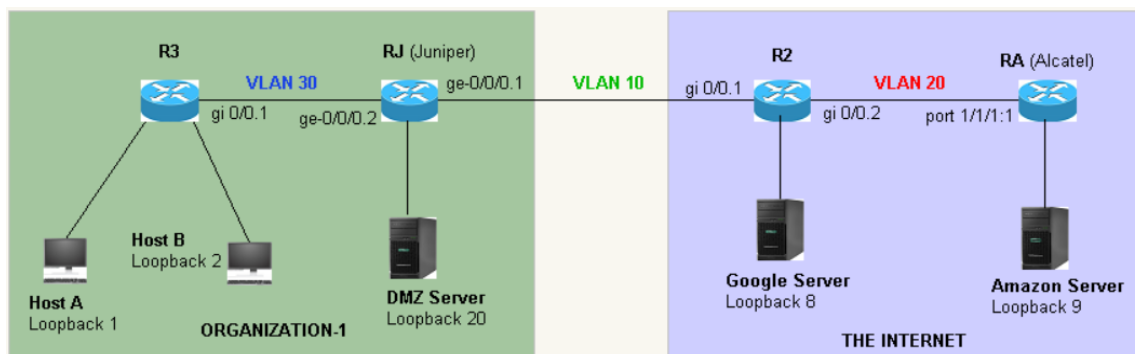 R3
RJ (Juniper)
VLAN 30
gi 0/0.1
ge-0/0/0.2
ge-0/0/0.1
VLAN 10
R2
RA (Alcatel)
gi 0/0.1
VLAN 20
gi 0/0.2
port 1/1/1:1
Host A
Loopback 1
Host B
Loopback 2
DMZ Server
Loopback 20
ORGANIZATION-1
Google Server
Loopback 8
Amazon Server
Loopback 9
THE INTERNET